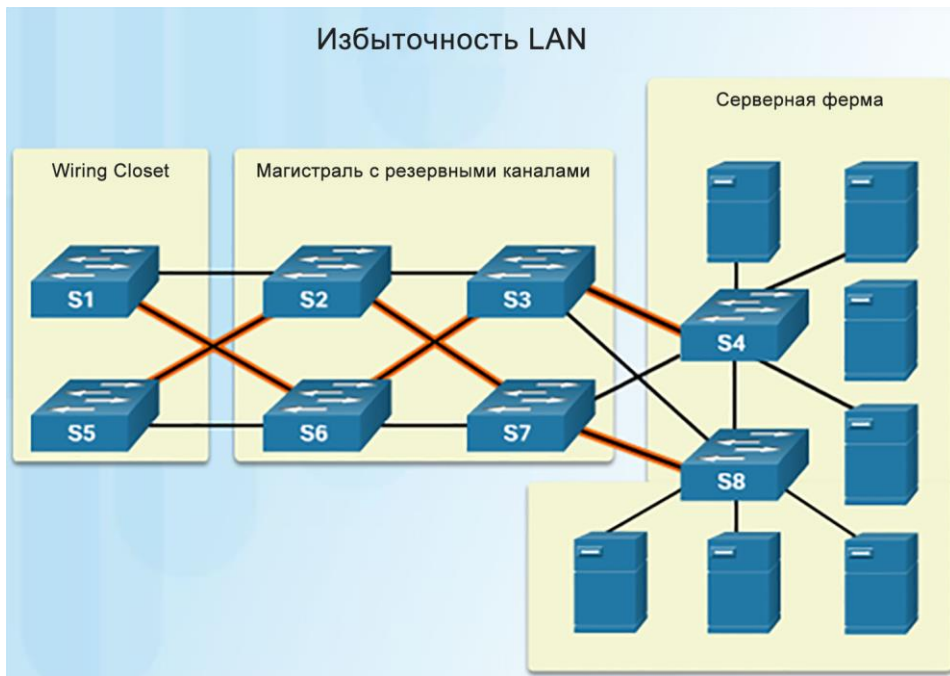 Избыточность LAN
Серверная ферма
Wiring Closet
Магистраль с резервными каналами
S1
S2
S3
S4
S5
S6
S7
S8